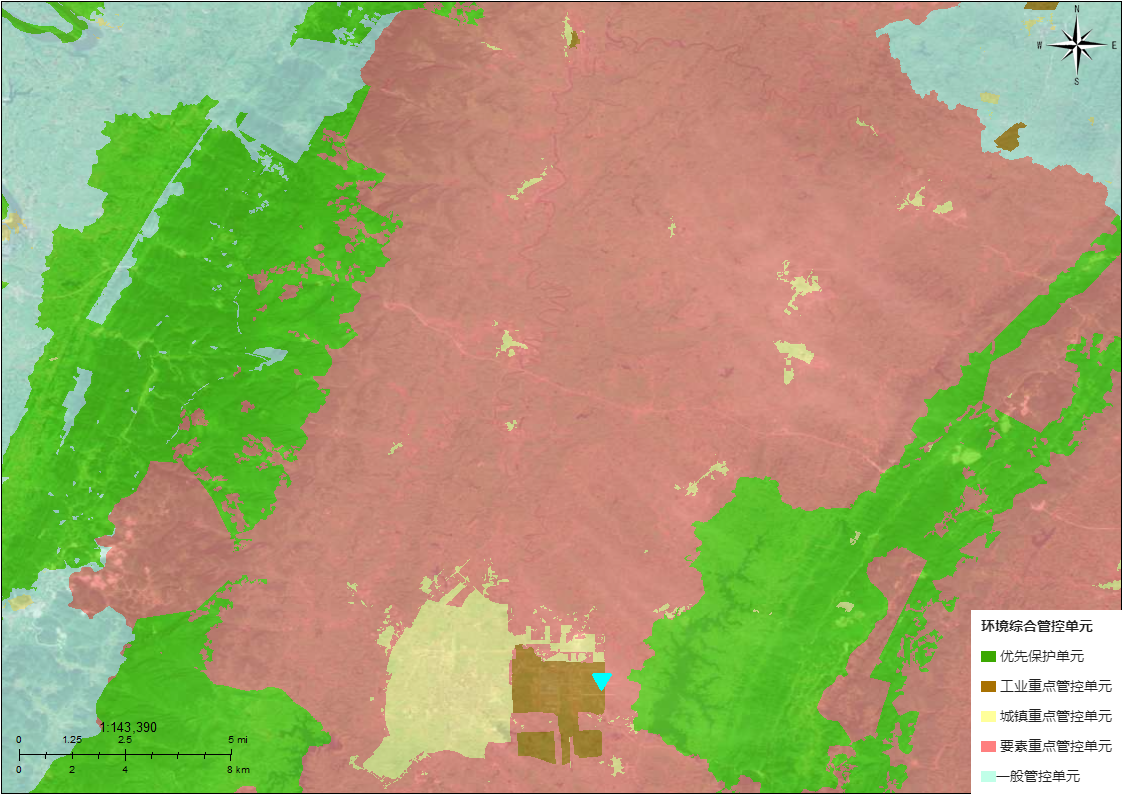 N
W E
S
环境综合管控单元
优先保护单元
工业重点管控单元
城镇重点管控单元
要素重点管控单元
一般管控单元
1:143,390
0 1.25 2.5 5 mi
0 2 4 8 km